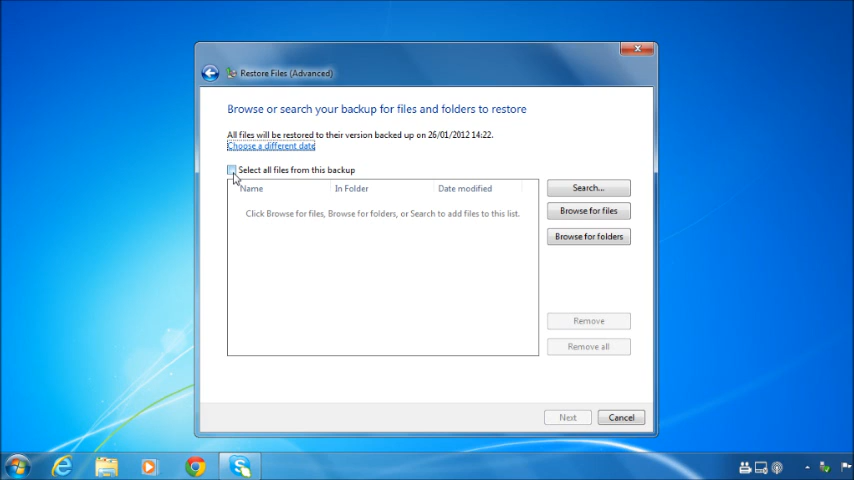 Restore Files (Advanced)
Browse or search your backup for files and folders to restore
All files will be restored to their version backed up on 26/01/2012 14:22.
Choose a different date
Select all files from this backup
Name In Folder Date modified
Click Browse for files, Browse for folders, or Search to add files to this list.
Search...
Browse for files
Browse for folders
Remove
Remove all
Next Cancel